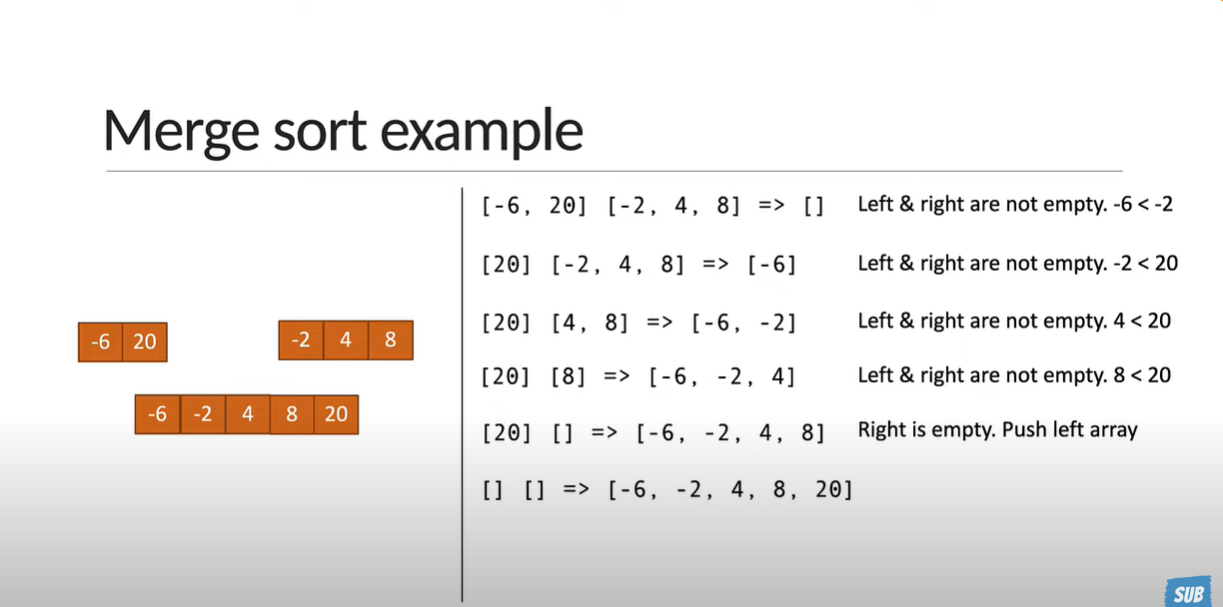 Merge sort example
[-6, 20] [-2, 4, 8] => [] Left & right are not empty. -6 < -2
[20] [-2, 4, 8] => [-6] Left & right are not empty. -2 < 20
[20] [4, 8] => [-6, -2] Left & right are not empty. 4 < 20
[20] [8] => [-6, -2, 4] Left & right are not empty. 8 < 20
[20] [] => [-6, -2, 4, 8] Right is empty. Push left array
[] [] => [-6, -2, 4, 8, 20]
-6 20 -2 4 8
-6 -2 4 8 20
SUB